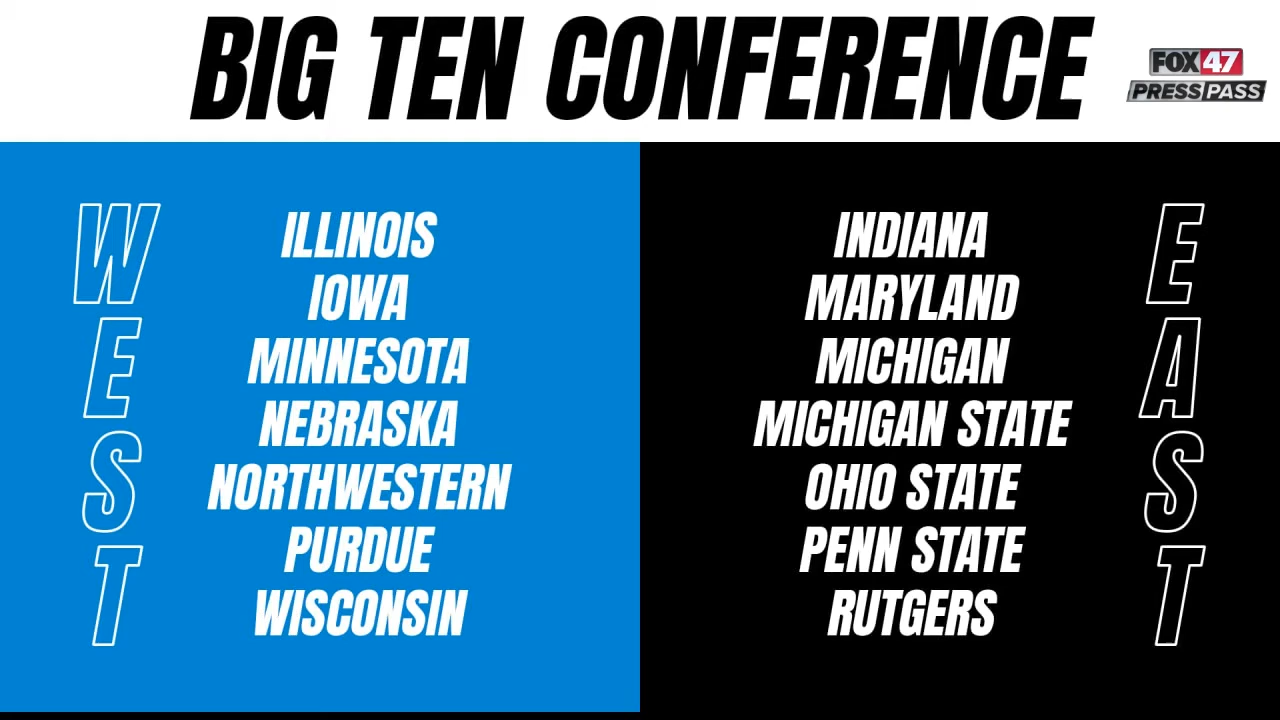 BIG TEN CONFERENCE
FOX 47
PRESS PASS
WEST
ILLINOIS
IOWA
MINNESOTA
NEBRASKA
NORTHWESTERN
PURDUE
WISCONSIN
INDIANA
MARYLAND
MICHIGAN
MICHIGAN STATE
OHIO STATE
PENN STATE
RUTGERS
EAST